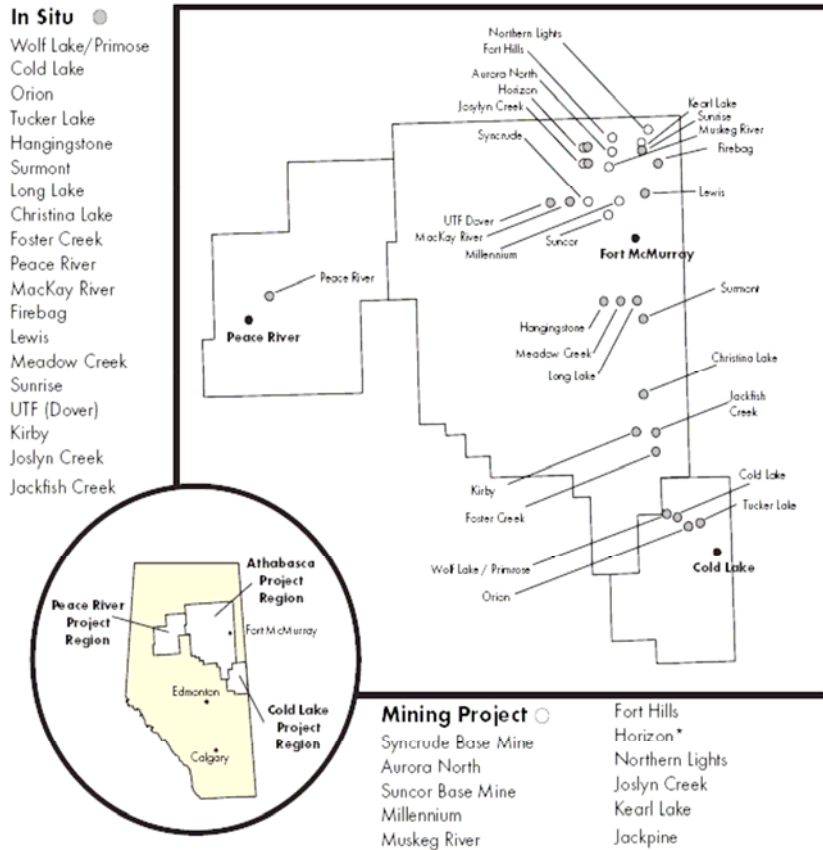 In Situ
Wolf Lake/Primose
Cold Lake
Orion
Tucker Lake
Hangingstone
Surmont
Long Lake
Christina Lake
Foster Creek
Peace River
MacKay River
Firebag
Lewis
Meadow Creek
Sunrise
UTF (Dover)
Kirby
Joslyn Creek
Jackfish Creek
Northern Lights
Fort Hills
Aurora North
Horizon
Joslyn Creek
Syncrude
Kearl Lake
Sunrise
Muskeg River
Firebag
Lewis
UTF Dover
MacKay River
Millennium
Suncor
Fort McMurray
Peace River
Peace River
Surmont
Hangingstone
Meadow Creek
Long Lake
Christina Lake
Jackfish
Creek
Kirby
Foster Creek
Cold Lake
Tucker Lake
Wolf Lake / Primrose
Orion
Cold Lake
Athabasca
Project
Region
Peace River
Project
Region
Fort McMurray
Edmonton
Cold Lake
Project
Region
Calgary
Mining Project
Syncrude Base Mine
Aurora North
Suncor Base Mine
Millennium
Muskeg River
Fort Hills
Horizon*
Northern Lights
Joslyn Creek
Kearl Lake
Jackpine